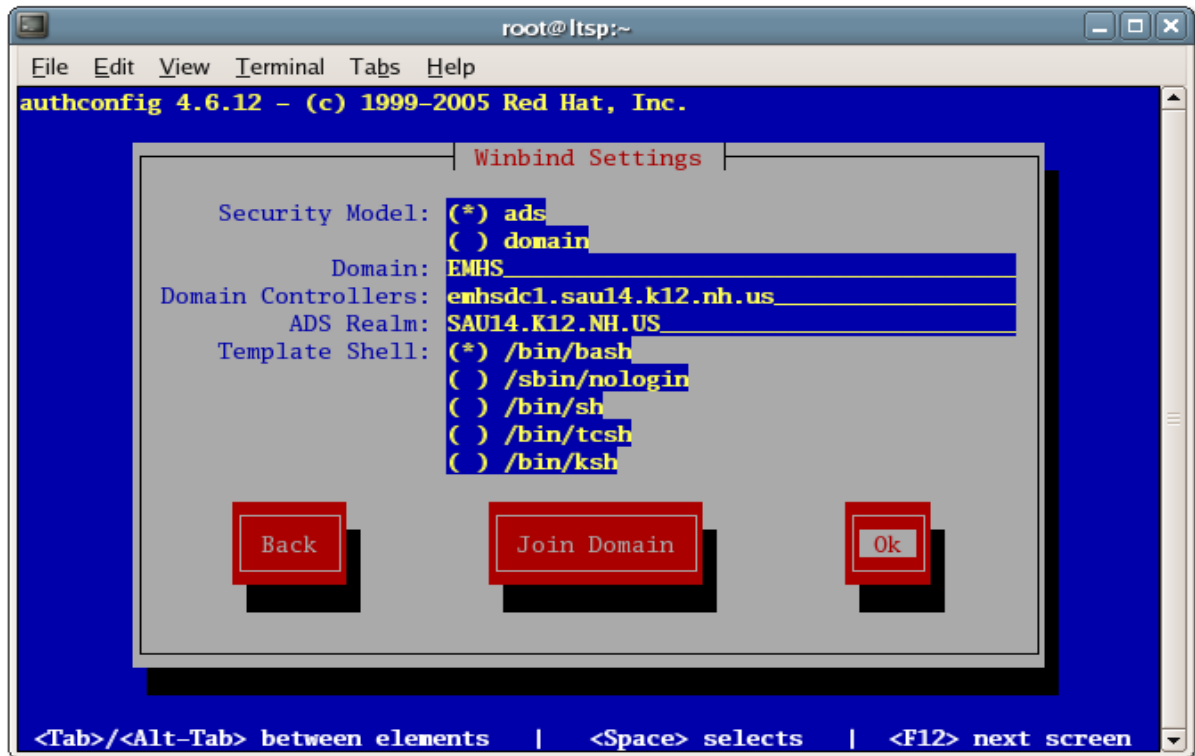 root@ltsp:~
File Edit View Terminal Tabs Help
authconfig 4.6.12 - (c) 1999-2005 Red Hat, Inc.
Winbind Settings
Security Model: (*) ads
( ) domain
Domain: EMHS
Domain Controllers: emhsdc1.sau14.k12.nh.us
ADS Realm: SAU14.K12.NH.US
Template Shell: (*) /bin/bash
( ) /sbin/nologin
( ) /bin/sh
( ) /bin/tcsh
( ) /bin/ksh
Back Join Domain Ok
<Tab>/<Alt-Tab> between elements | <Space> selects | <F12> next screen